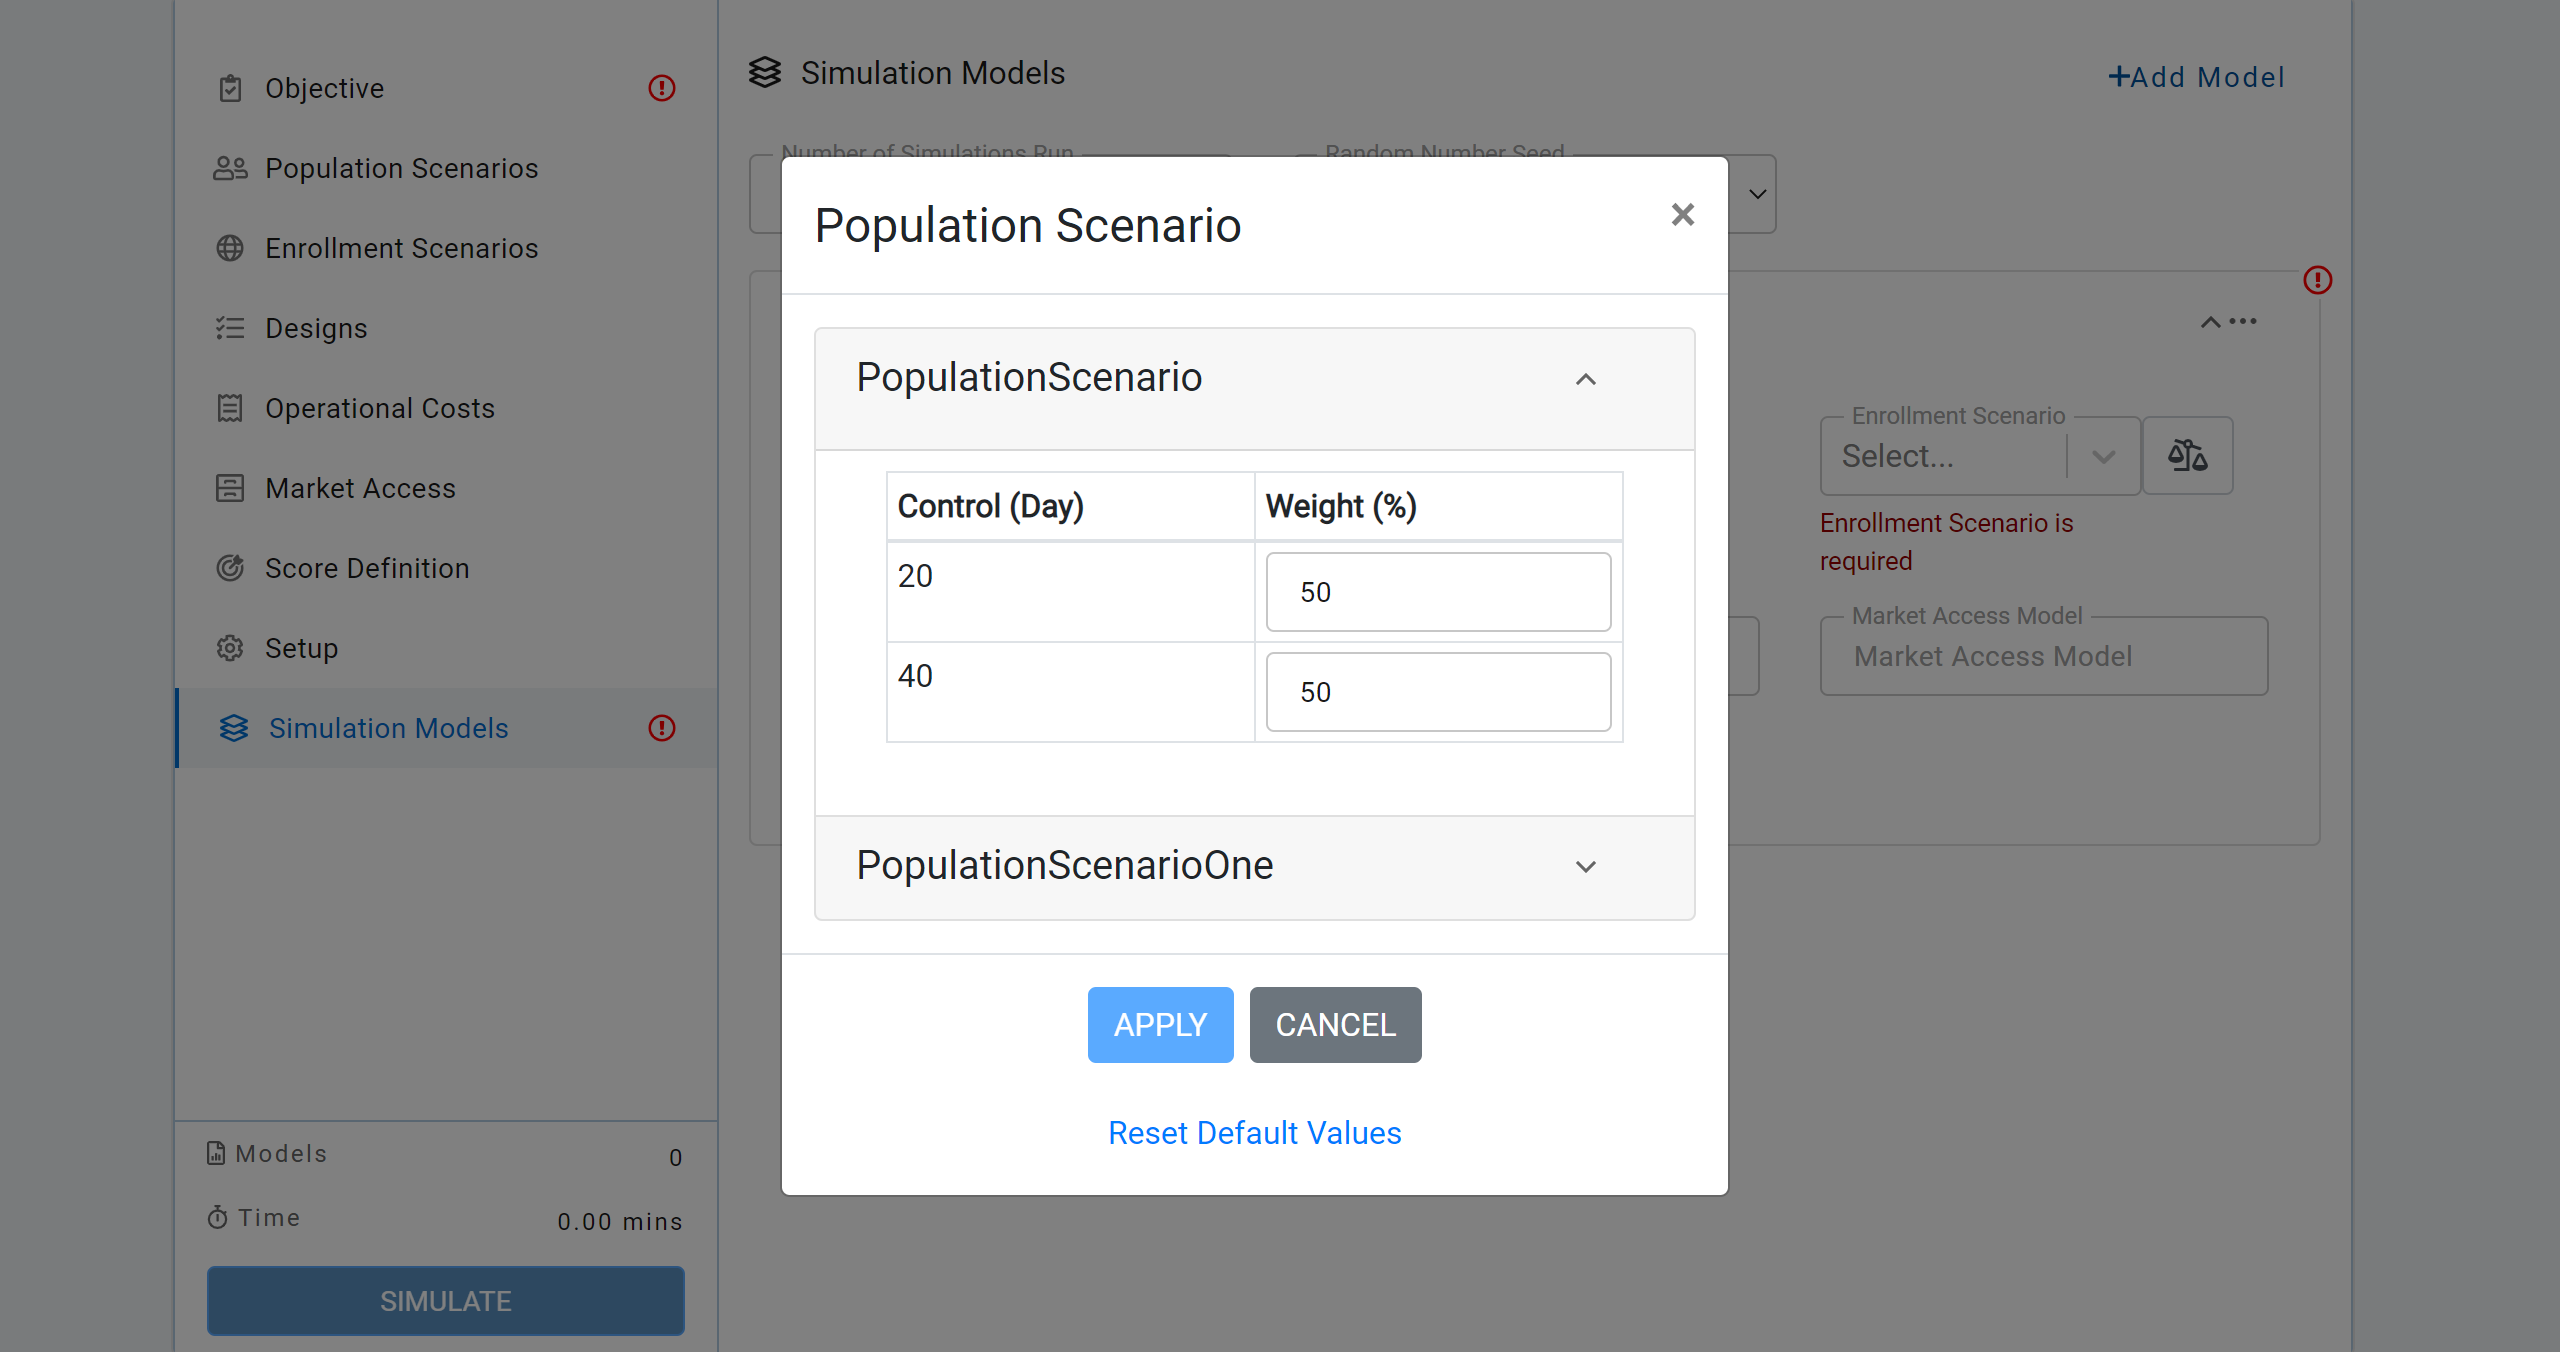 Objective
Population Scenarios
Enrollment Scenarios
Designs
Operational Costs
Market Access
Score Definition
Setup
Simulation Models
Models 0
Time 0.00 mins
SIMULATE
Simulation Models
+Add Model
Number of Simulations Run
Random Number Seed
Enrollment Scenario
Select...
Enrollment Scenario is
required
Market Access Model
Market Access Model
Population Scenario
×
PopulationScenario
Control (Day) Weight (%)
20 50
40 50
PopulationScenarioOne
APPLY CANCEL
Reset Default Values